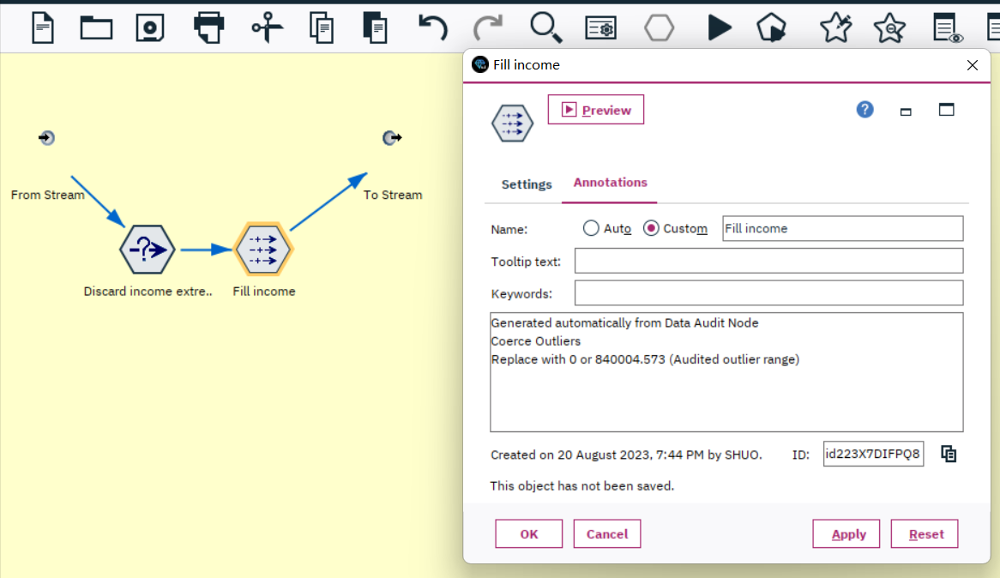 Fill income
Preview
Settings
Annotations
Name:
Auto
Custom
Fill income
Tooltip text:
Keywords:
Generated automatically from Data Audit Node
Coerce Outliers
Replace with 0 or 840004.573 (Audited outlier range)
Created on 20 August 2023, 7:44 PM by SHUO.
ID:
id223X7DIFPQ8
This object has not been saved.
OK
Cancel
Apply
Reset
From Stream
To Stream
Discard income extre..
Fill income